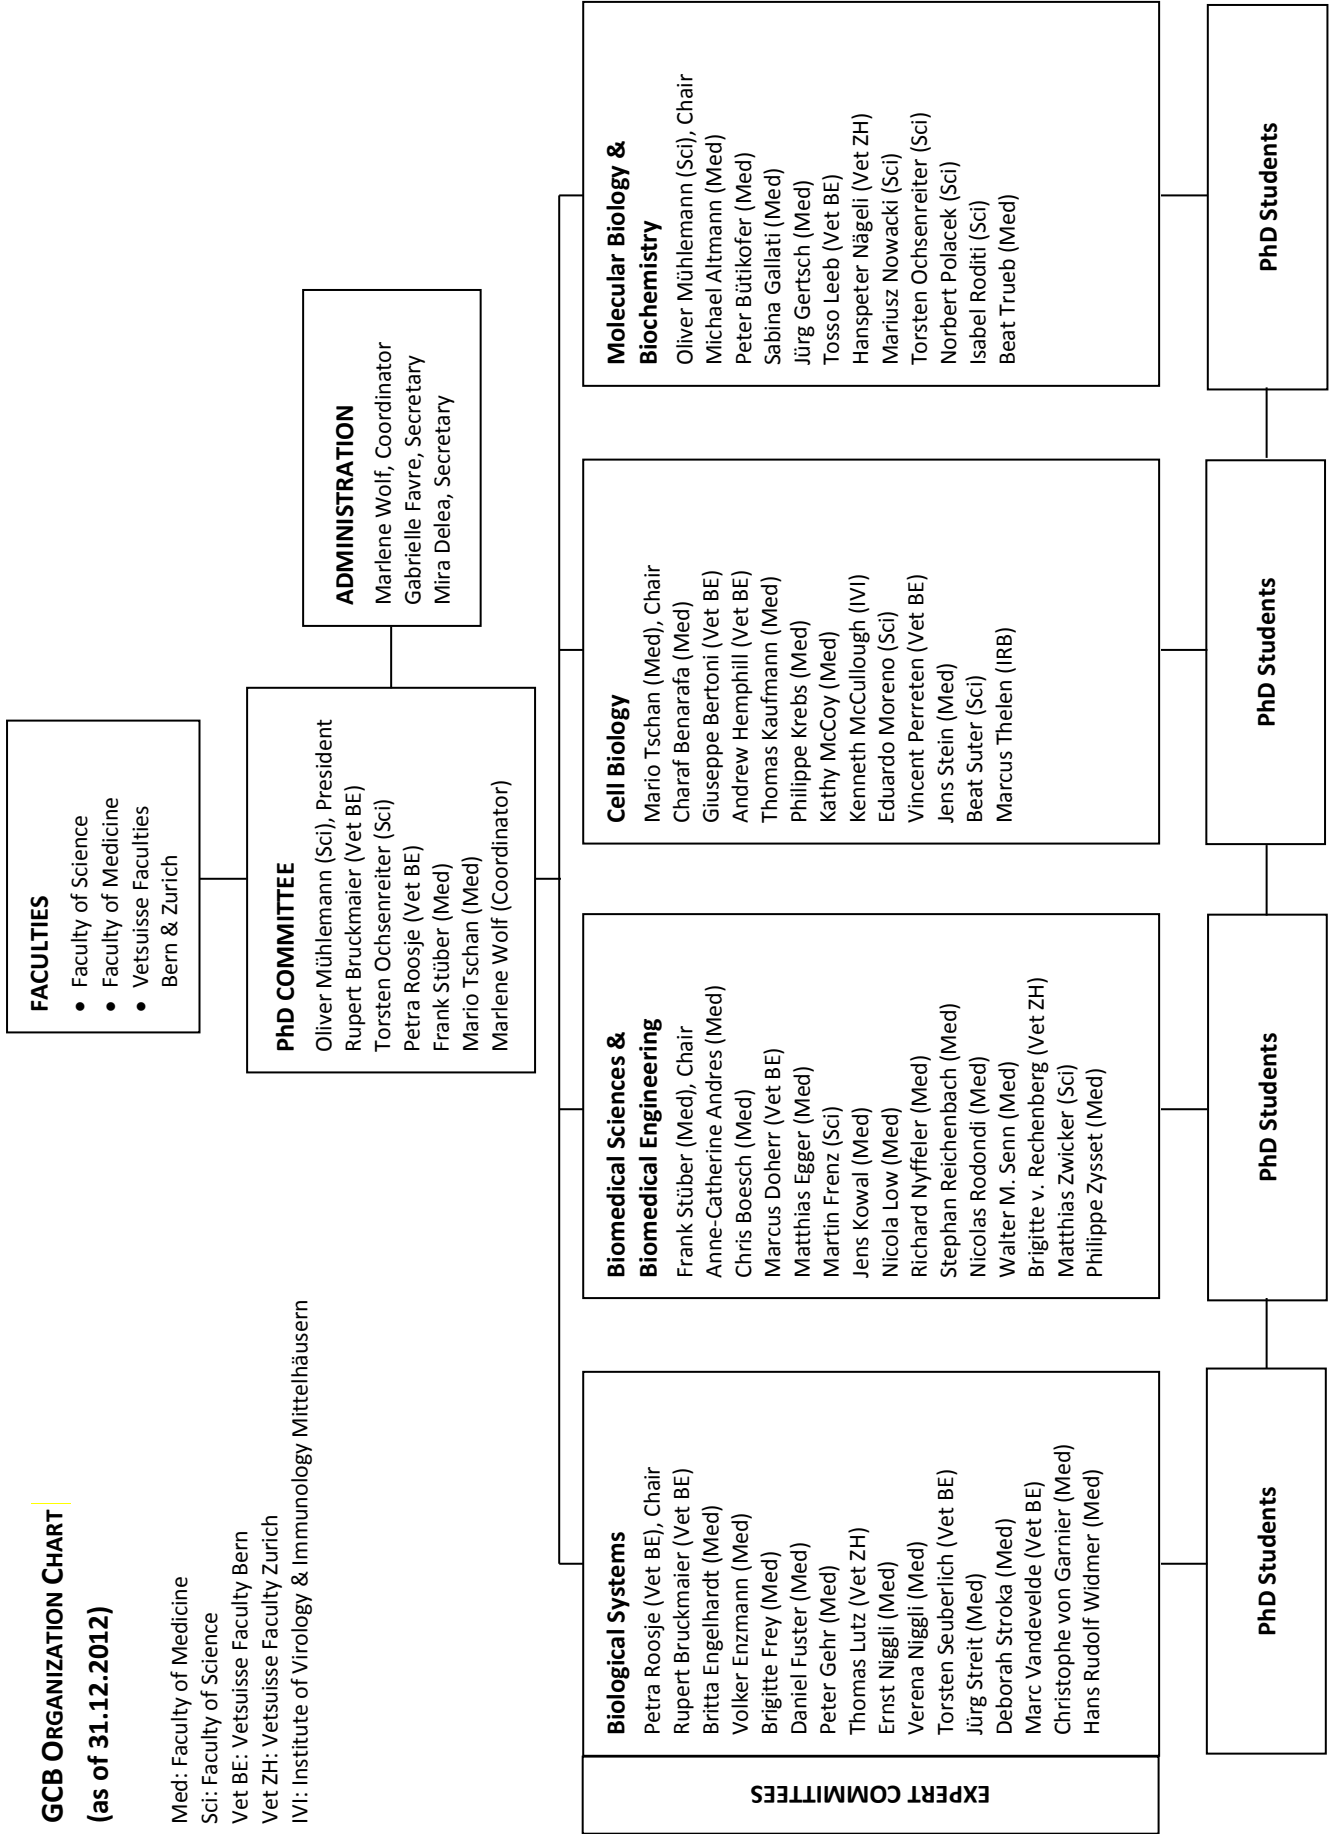 GCB ORGANIZATION CHART
(as of 31.12.2012)
Med: Faculty of Medicine
Sci: Faculty of Science
Vet BE: Vetsuisse Faculty Bern
Vet ZH: Vetsuisse Faculty Zurich
IVI: Institute of Virology & Immunology Mittelhäusern
FACULTIES
• Faculty of Science
• Faculty of Medicine
• Vetsuisse Faculties
Bern & Zurich
PhD COMMITTEE
Oliver Mühlemann (Sci), President
Rupert Bruckmaier (Vet BE)
Torsten Ochsenreiter (Sci)
Petra Roosje (Vet BE)
Frank Stüber (Med)
Mario Tschan (Med)
Marlene Wolf (Coordinator)
ADMINISTRATION
Marlene Wolf, Coordinator
Gabrielle Favre, Secretary
Mira Delea, Secretary
EXPERT COMMITTEES
Biological Systems
Petra Roosje (Vet BE), Chair
Rupert Bruckmaier (Vet BE)
Britta Engelhardt (Med)
Volker Enzmann (Med)
Brigitte Frey (Med)
Daniel Fuster (Med)
Peter Gehr (Med)
Thomas Lutz (Vet ZH)
Ernst Niggli (Med)
Verena Niggli (Med)
Torsten Seuberlich (Vet BE)
Jürg Streit (Med)
Deborah Stroka (Med)
Marc Vandevelde (Vet BE)
Christophe von Garnier (Med)
Hans Rudolf Widmer (Med)
Biomedical Sciences &
Biomedical Engineering
Frank Stüber (Med), Chair
Anne-Catherine Andres (Med)
Chris Boesch (Med)
Marcus Doherr (Vet BE)
Matthias Egger (Med)
Martin Frenz (Sci)
Jens Kowal (Med)
Nicola Low (Med)
Richard Nyffeler (Med)
Stephan Reichenbach (Med)
Nicolas Rodondi (Med)
Walter M. Senn (Med)
Brigitte v. Rechenberg (Vet ZH)
Matthias Zwicker (Sci)
Philippe Zysset (Med)
Cell Biology
Mario Tschan (Med), Chair
Charaf Benarafa (Med)
Giuseppe Bertoni (Vet BE)
Andrew Hemphill (Vet BE)
Thomas Kaufmann (Med)
Philippe Krebs (Med)
Kathy McCoy (Med)
Kenneth McCullough (IVI)
Eduardo Moreno (Sci)
Vincent Perreten (Vet BE)
Jens Stein (Med)
Beat Suter (Sci)
Marcus Thelen (IRB)
Molecular Biology &
Biochemistry
Oliver Mühlemann (Sci), Chair
Michael Altmann (Med)
Peter Bütikofer (Med)
Sabina Gallati (Med)
Jürg Gertsch (Med)
Tosso Leeb (Vet BE)
Hanspeter Nägeli (Vet ZH)
Mariusz Nowacki (Sci)
Torsten Ochsenreiter (Sci)
Norbert Polacek (Sci)
Isabel Roditi (Sci)
Beat Trueb (Med)
PhD Students
PhD Students
PhD Students
PhD Students